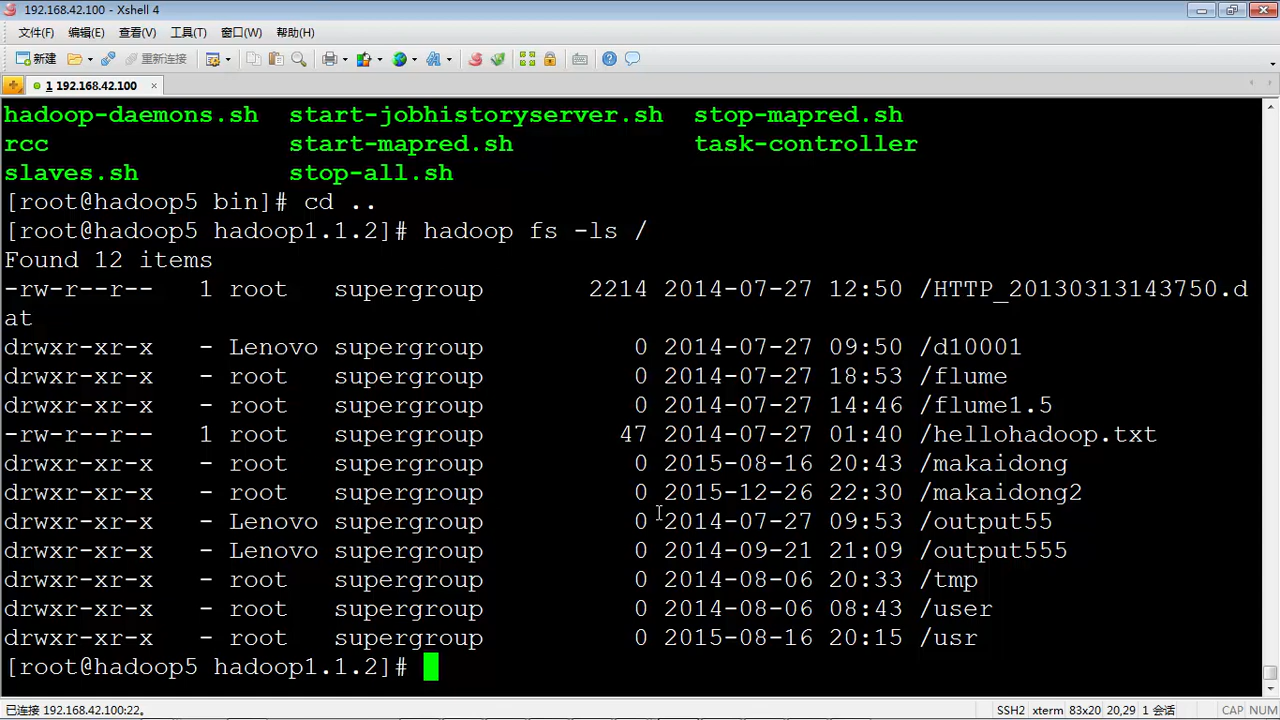 192.168.42.100 - Xshell 4
文件(F) 编辑(E) 查看(V) 工具(T) 窗口(W) 帮助(H)
新建 重新连接
1 192.168.42.100 ×
hadoop-daemons.sh start-jobhistoryserver.sh stop-mapred.sh
rcc start-mapred.sh task-controller
slaves.sh stop-all.sh
[root@hadoop5 bin]# cd ..
[root@hadoop5 hadoop1.1.2]# hadoop fs -ls /
Found 12 items
-rw-r--r-- 1 root supergroup 2214 2014-07-27 12:50 /HTTP_20130313143750.d
at
drwxr-xr-x - Lenovo supergroup 0 2014-07-27 09:50 /d10001
drwxr-xr-x - root supergroup 0 2014-07-27 18:53 /flume
drwxr-xr-x - root supergroup 0 2014-07-27 14:46 /flume1.5
-rw-r--r-- 1 root supergroup 47 2014-07-27 01:40 /hellohadoop.txt
drwxr-xr-x - root supergroup 0 2015-08-16 20:43 /makaidong
drwxr-xr-x - root supergroup 0 2015-12-26 22:30 /makaidong2
drwxr-xr-x - Lenovo supergroup 0 2014-07-27 09:53 /output55
drwxr-xr-x - Lenovo supergroup 0 2014-09-21 21:09 /output555
drwxr-xr-x - root supergroup 0 2014-08-06 20:33 /tmp
drwxr-xr-x - root supergroup 0 2014-08-06 08:43 /user
drwxr-xr-x - root supergroup 0 2015-08-16 20:15 /usr
[root@hadoop5 hadoop1.1.2]#
已连接 192.168.42.100:22。 SSH2 xterm 83x20 20,29 1 会话 CAP NUM